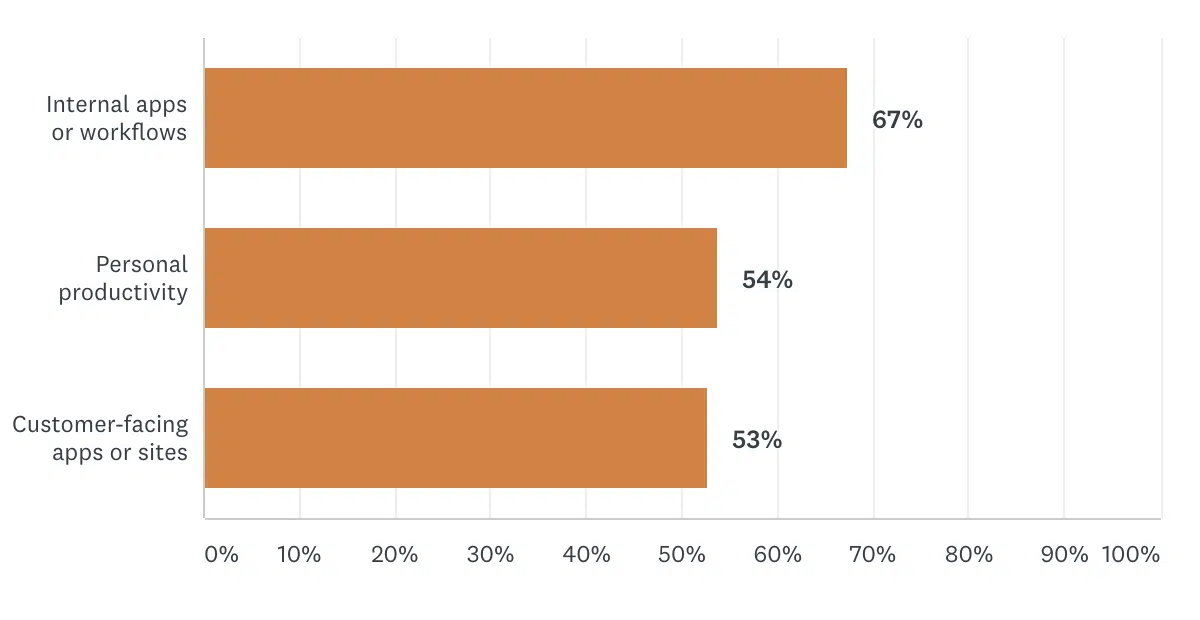 Internal apps
or workflows
67%
Personal
productivity
54%
Customer-facing
apps or sites
53%
0% 10% 20% 30% 40% 50% 60% 70% 80% 90% 100%